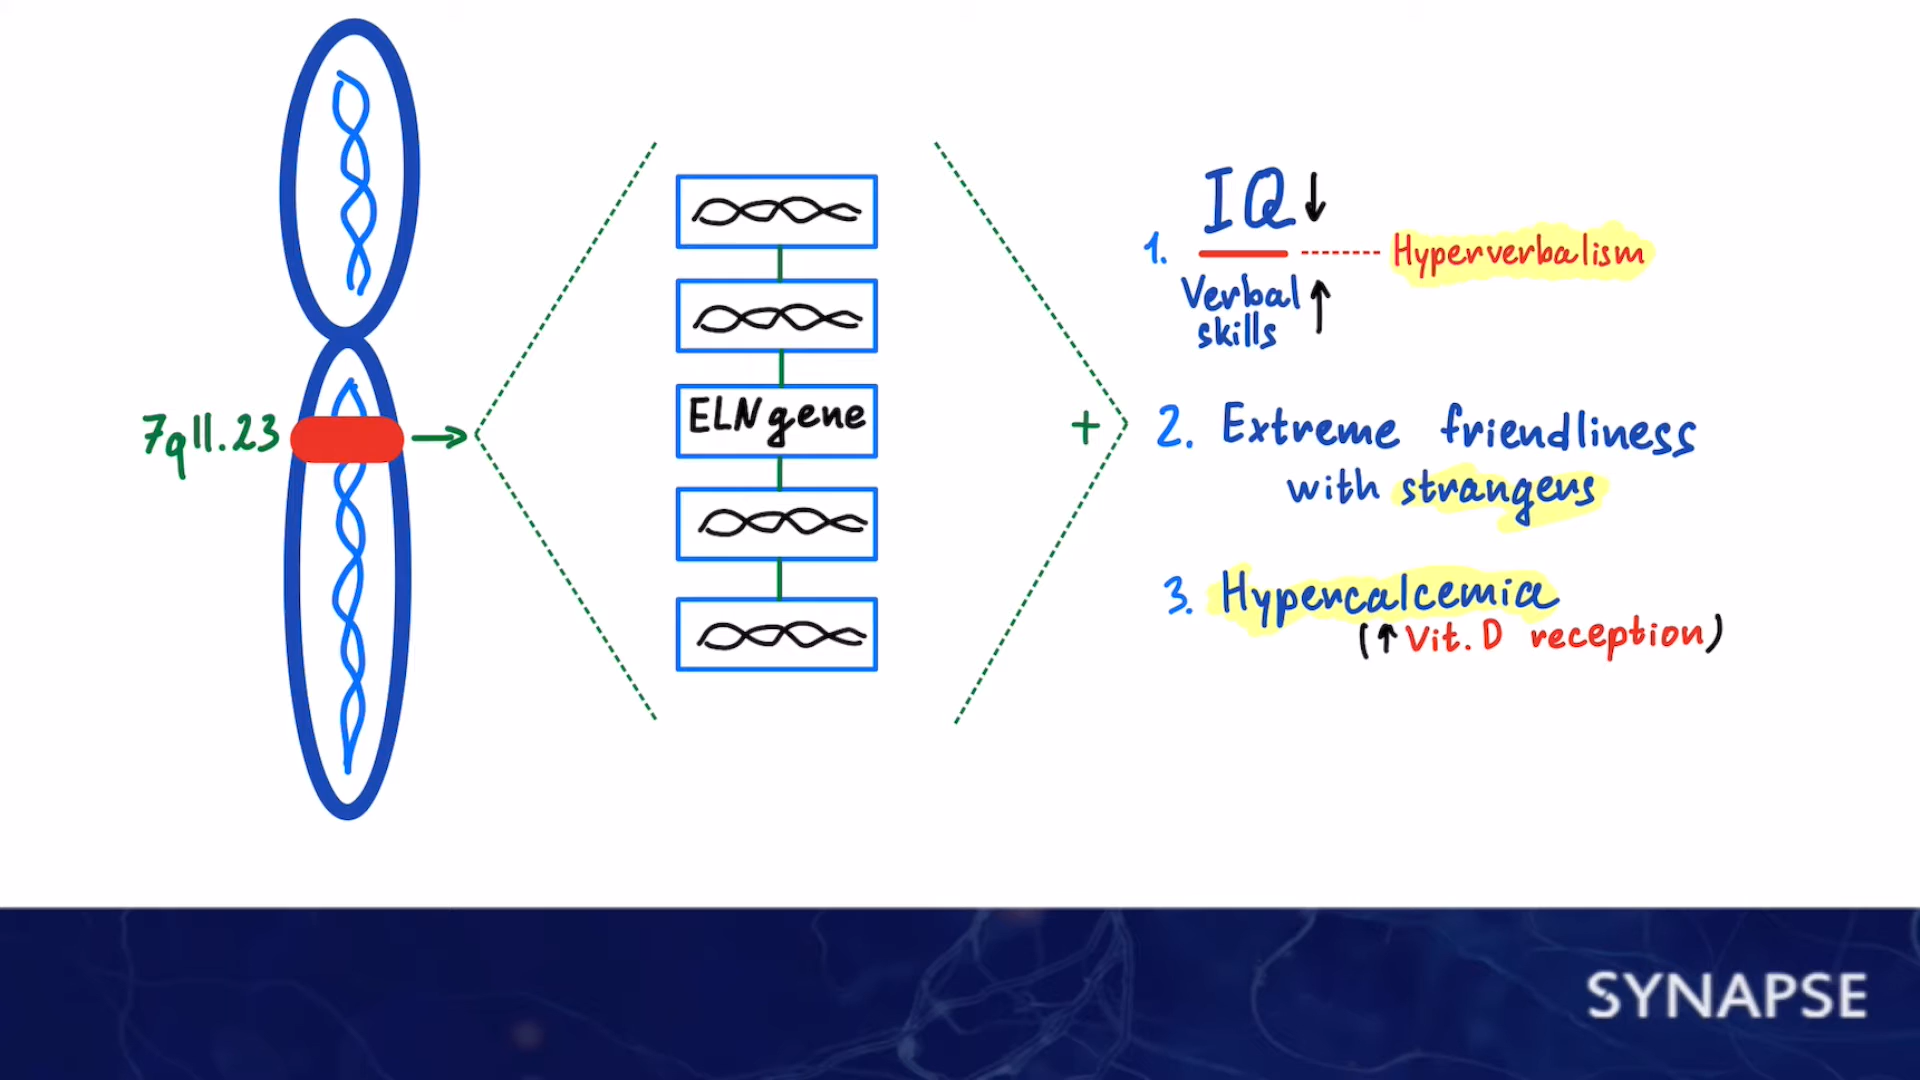 7q11.23
ELN gene
+
IQ ↓
1. ------ Hyperverbalism
Verbal ↑
skills
2. Extreme friendliness
with strangers
3. Hypercalcemia
(↑ Vit. D reception)
SYNAPSE